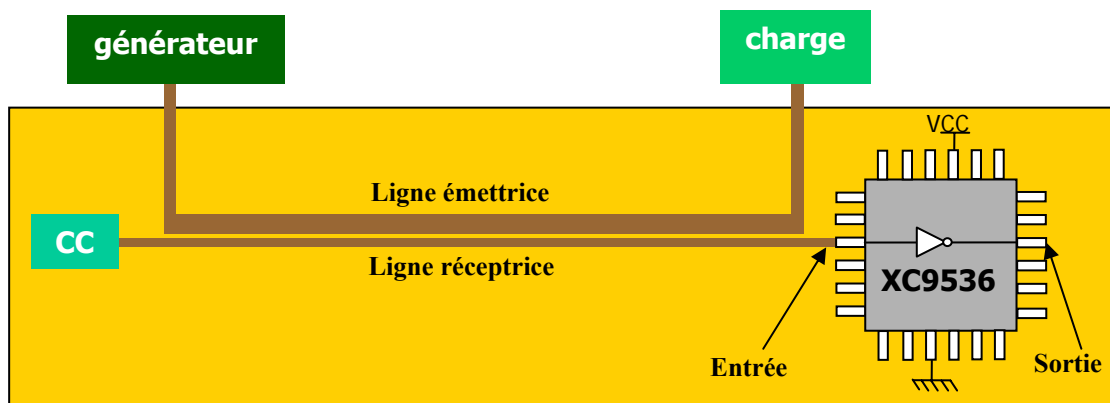 générateur
charge
VCC
Ligne émettrice
CC
Ligne réceptrice
XC9536
Entrée
Sortie